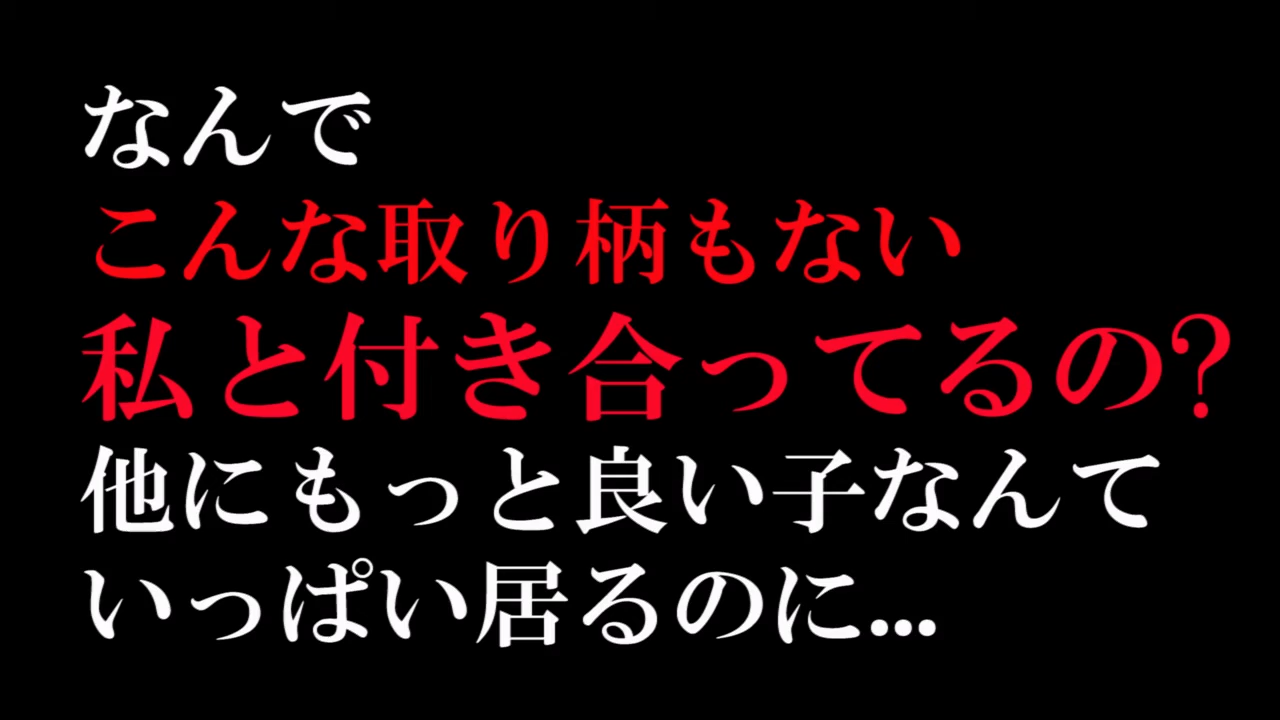 なんで
こんな取り柄もない
私と付き合ってるの?
他にもっと良い子なんて
いっぱい居るのに...